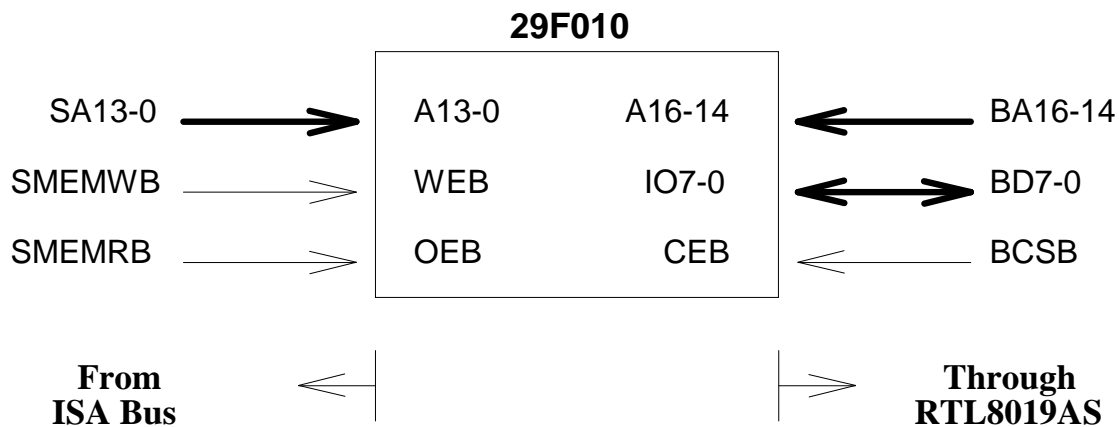 29F010
SA13-0 A13-0 A16-14 BA16-14
SMEMWB WEB IO7-0 BD7-0
SMEMRB OEB CEB BCSB
From Through
ISA Bus RTL8019AS